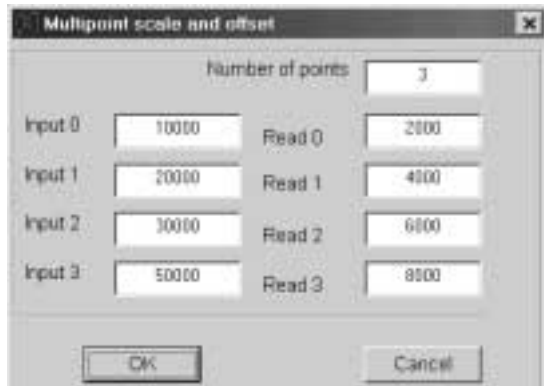 Multipoint scale and offset
Number of points 3
Input 0 10000 Read 0 2000
Input 1 20000 Read 1 4000
Input 2 30000 Read 2 6000
Input 3 50000 Read 3 8000
OK Cancel